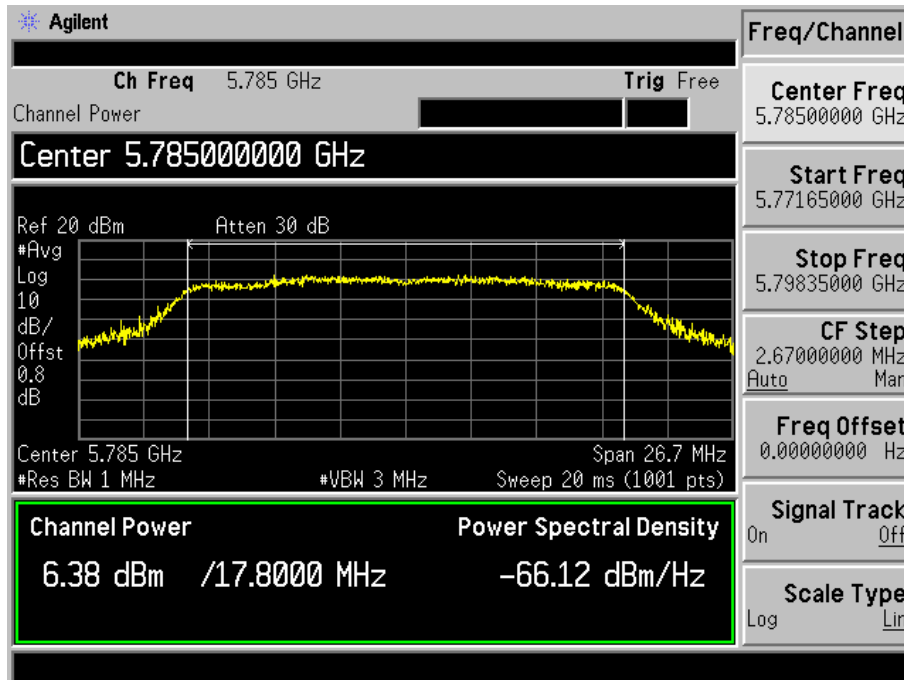 Agilent
Freq/Channel
Ch Freq 5.785 GHz Trig Free
Channel Power
Center 5.785000000 GHz
Ref 20 dBm Atten 30 dB
#Avg
Log
10
dB/
Offst
0.8
dB
Center 5.785 GHz Span 26.7 MHz
#Res BW 1 MHz #VBW 3 MHz Sweep 20 ms (1001 pts)
Channel Power Power Spectral Density
6.38 dBm /17.8000 MHz -66.12 dBm/Hz
Center Freq
5.78500000 GHz
Start Freq
5.77165000 GHz
Stop Freq
5.79835000 GHz
CF Step
2.67000000 MHz
Auto Man
Freq Offset
0.00000000 Hz
Signal Track
On Off
Scale Type
Log Lin